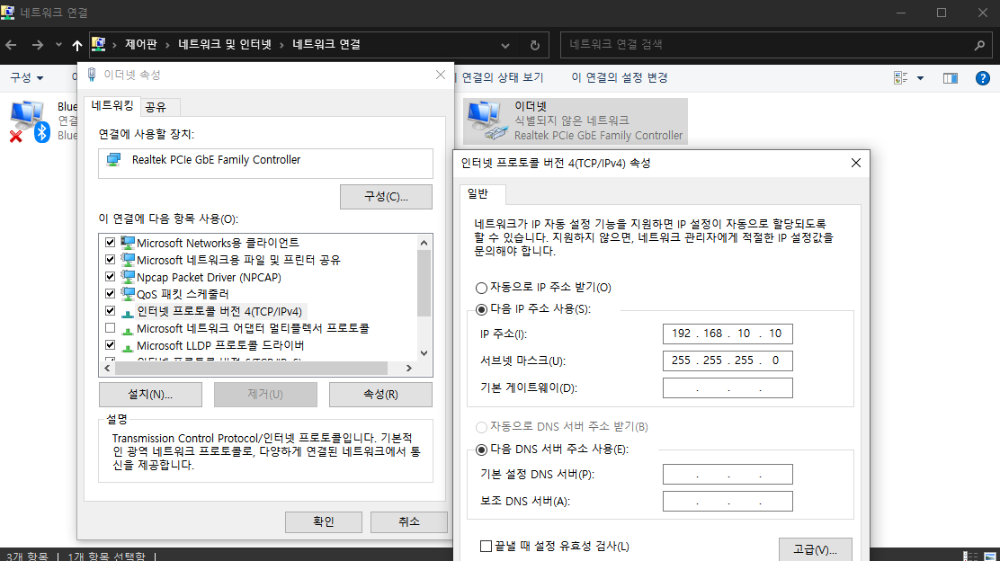 네트워크 연결
제어판 › 네트워크 및 인터넷 › 네트워크 연결
네트워크 연결 검색
구성
연결의 상태 보기
이 연결의 설정 변경
Blue
연결
Blue
이더넷
식별되지 않은 네트워크
Realtek PCIe GbE Family Controller
이더넷 속성
네트워킹
공유
연결에 사용할 장치:
Realtek PCIe GbE Family Controller
구성(C)...
이 연결에 다음 항목 사용(O):
Microsoft Networks용 클라이언트
Microsoft 네트워크용 파일 및 프린터 공유
Npcap Packet Driver (NPCAP)
QoS 패킷 스케줄러
인터넷 프로토콜 버전 4(TCP/IPv4)
Microsoft 네트워크 어댑터 멀티플렉서 프로토콜
Microsoft LLDP 프로토콜 드라이버
설치(N)...
제거(U)
속성(R)
설명
Transmission Control Protocol/인터넷 프로토콜입니다. 기본적
인 광역 네트워크 프로토콜로, 다양하게 연결된 네트워크에서 통
신을 제공합니다.
확인
취소
인터넷 프로토콜 버전 4(TCP/IPv4) 속성
일반
네트워크가 IP 자동 설정 기능을 지원하면 IP 설정이 자동으로 할당되도록
할 수 있습니다. 지원하지 않으면, 네트워크 관리자에게 적절한 IP 설정값을
문의해야 합니다.
자동으로 IP 주소 받기(O)
다음 IP 주소 사용(S):
IP 주소(I):
192 . 168 . 10 . 10
서브넷 마스크(U):
255 . 255 . 255 . 0
기본 게이트웨이(D):
. . .
자동으로 DNS 서버 주소 받기(B)
다음 DNS 서버 주소 사용(E):
기본 설정 DNS 서버(P):
. . .
보조 DNS 서버(A):
. . .
끝낼 때 설정 유효성 검사(L)
고급(V)...
3개 항목
1개 항목 선택함